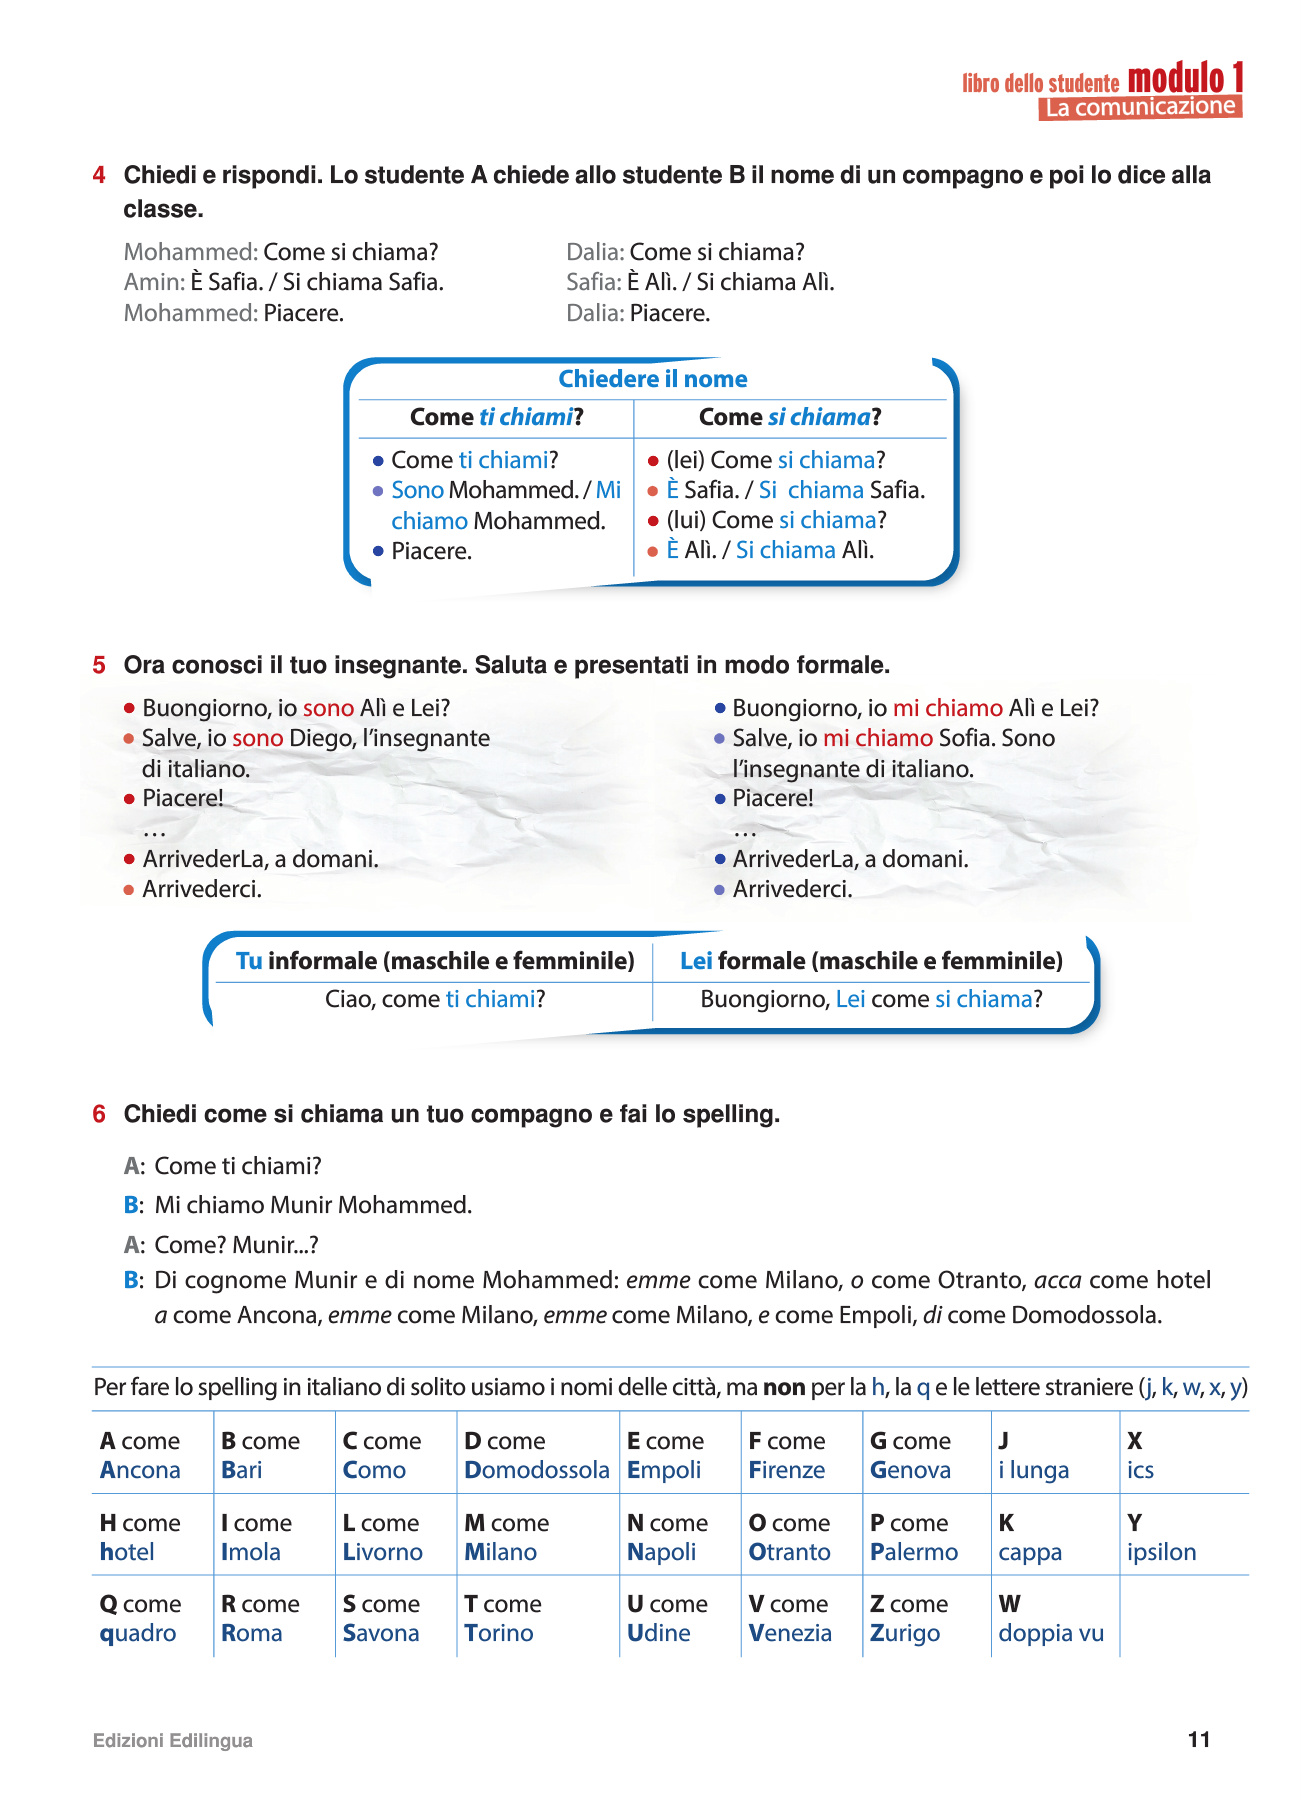 libro dello studente modulo 1
La comunicazione
4 Chiedi e rispondi. Lo studente A chiede allo studente B il nome di un compagno e poi lo dice alla
classe.
Mohammed: Come si chiama?
Amin: È Safia. / Si chiama Safia.
Mohammed: Piacere.
Dalia: Come si chiama?
Safia: È Alì. / Si chiama Alì.
Dalia: Piacere.
Chiedere il nome
Come ti chiami?
• Come ti chiami?
• Sono Mohammed. / Mi
chiamo Mohammed.
• Piacere.
Come si chiama?
• (lei) Come si chiama?
• È Safia. / Si chiama Safia.
• (lui) Come si chiama?
• È Alì. / Si chiama Alì.
5 Ora conosci il tuo insegnante. Saluta e presentati in modo formale.
• Buongiorno, io sono Alì e Lei?
• Salve, io sono Diego, l'insegnante
di italiano.
• Piacere!
…
• ArrivederLa, a domani.
• Arrivederci.
• Buongiorno, io mi chiamo Alì e Lei?
• Salve, io mi chiamo Sofia. Sono
l'insegnante di italiano.
• Piacere!
…
• ArrivederLa, a domani.
• Arrivederci.
Tu informale (maschile e femminile) Lei formale (maschile e femminile)
Ciao, come ti chiami? Buongiorno, Lei come si chiama?
6 Chiedi come si chiama un tuo compagno e fai lo spelling.
A: Come ti chiami?
B: Mi chiamo Munir Mohammed.
A: Come? Munir...?
B: Di cognome Munir e di nome Mohammed: emme come Milano, o come Otranto, acca come hotel
a come Ancona, emme come Milano, emme come Milano, e come Empoli, di come Domodossola.
Per fare lo spelling in italiano di solito usiamo i nomi delle città, ma non per la h, la q e le lettere straniere (j, k, w, x, y)
A come B come C come D come E come F come G come J X
Ancona Bari Como Domodossola Empoli Firenze Genova i lunga ics
H come I come L come M come N come O come P come K Y
hotel Imola Livorno Milano Napoli Otranto Palermo cappa ipsilon
Q come R come S come T come U come V come Z come W
quadro Roma Savona Torino Udine Venezia Zurigo doppia vu
Edizioni Edilingua 11